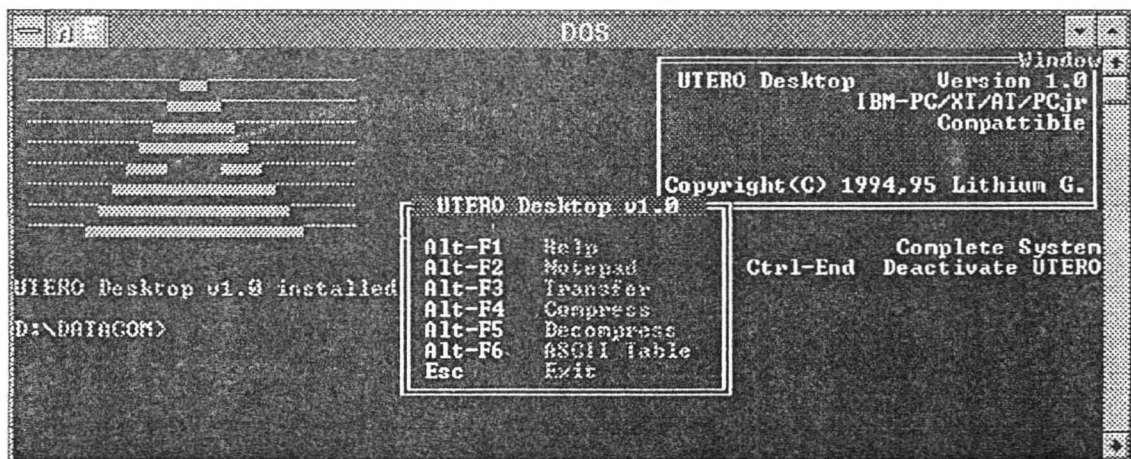 DOS
Window
UTERO Desktop Version 1.0
IBM-PC/XT/AT/PCjr
Compattible
Copyright(C) 1994,95 Lithium G.
UTERO Desktop v1.0
Alt-F1 Help
Alt-F2 Notepad
Alt-F3 Transfer
Alt-F4 Compress
Alt-F5 Decompress
Alt-F6 ASCII Table
Esc Exit
Complete System
Ctrl-End Deactivate UTERO
UTERO Desktop v1.0 installed
D:\DATACOM>